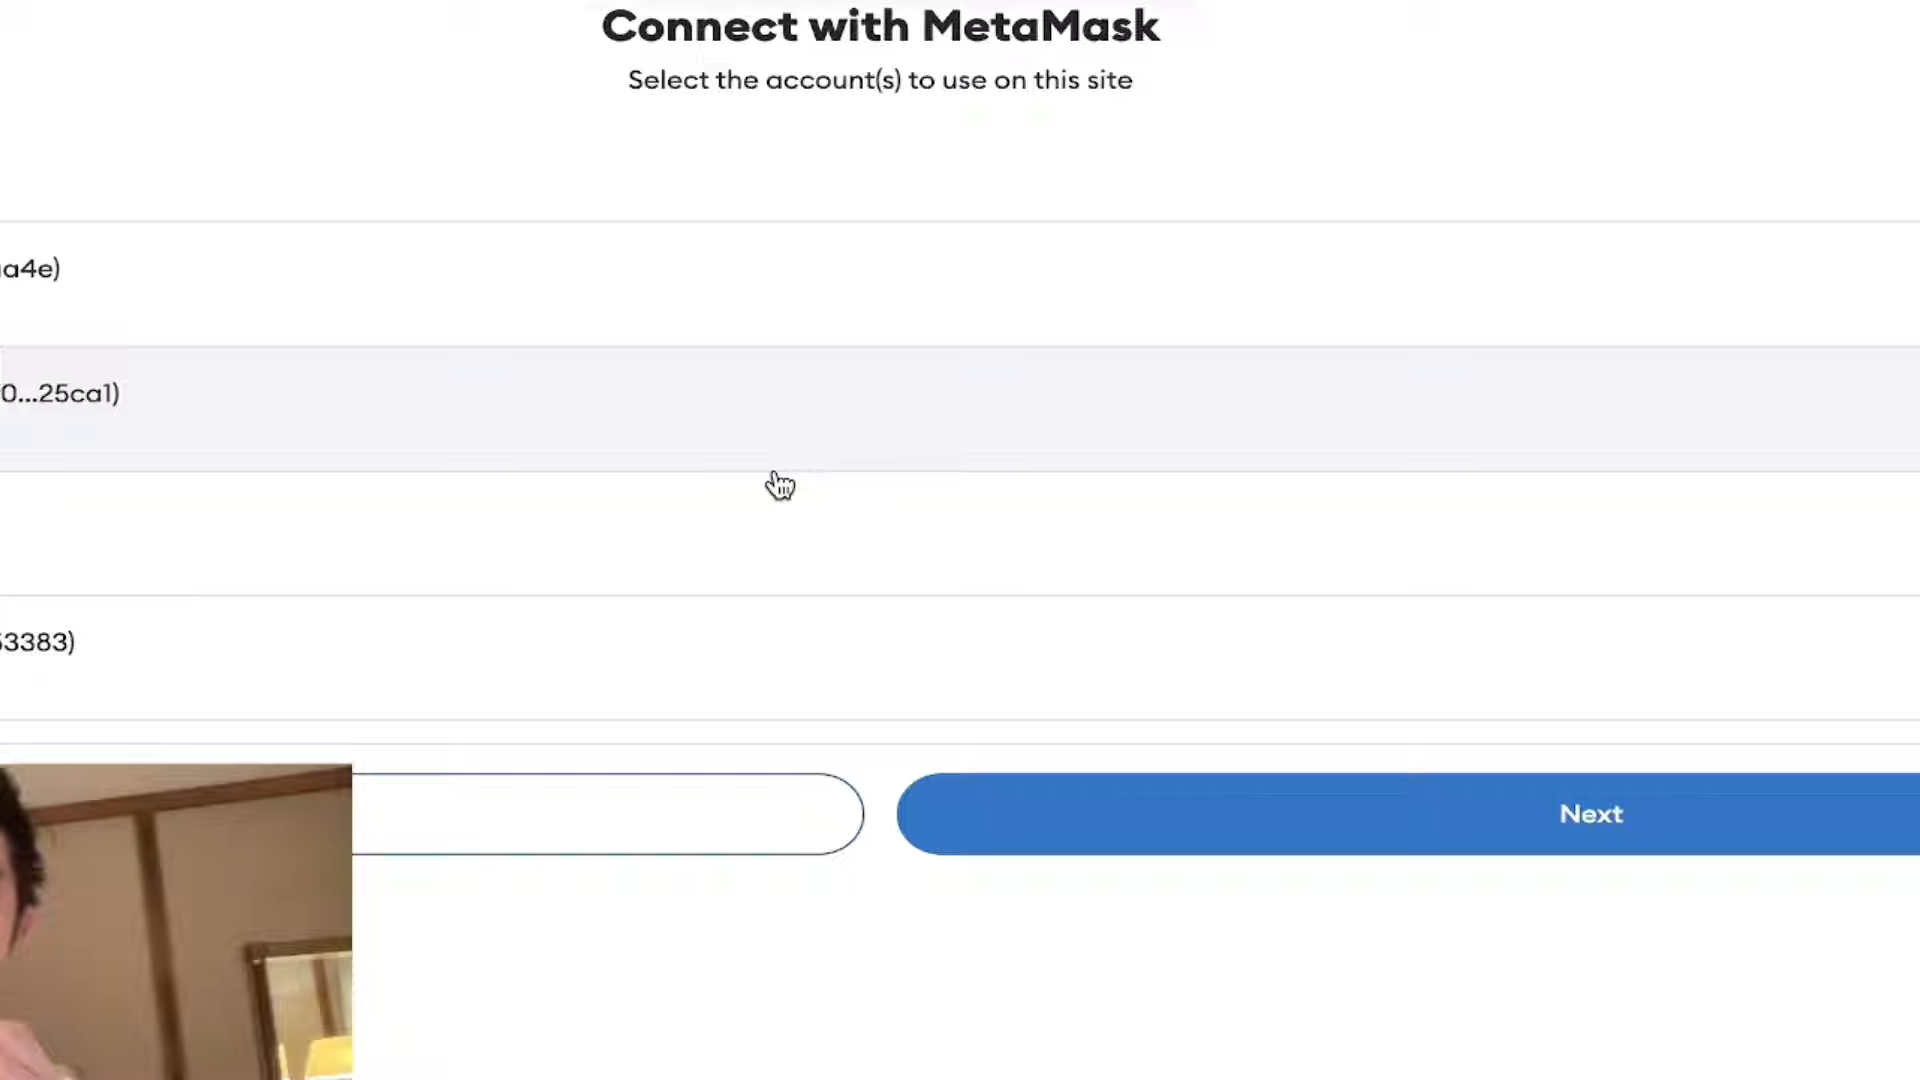 Connect with MetaMask
Select the account(s) to use on this site
a4e)
0...25ca1)
3383)
Next